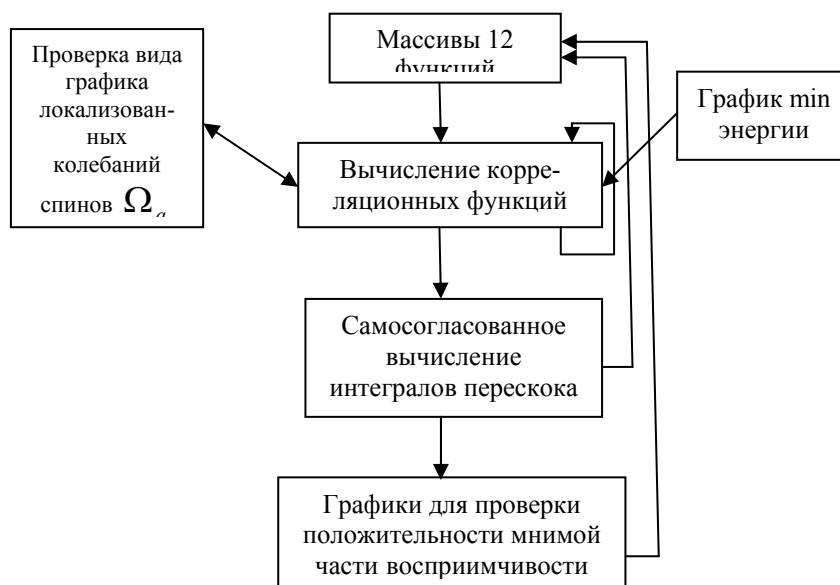 Массивы 12
функций
Проверка вида
графика
локализован-
ных
колебаний
спинов Ω_q
График min
энергии
Вычисление корре-
ляционных функций
Самосогласованное
вычисление
интегралов перескока
Графики для проверки
положительности мнимой
части восприимчивости